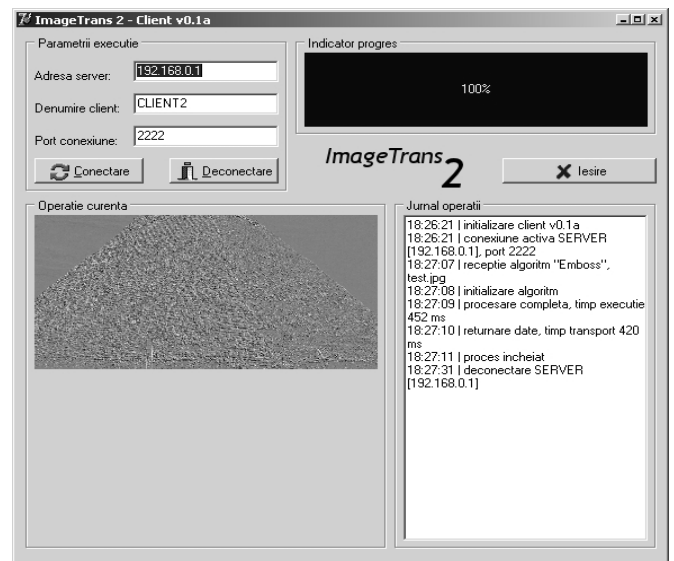 ImageTrans 2 - Client v0.1a
Parametrii executie
Adresa server:
192.168.0.1
Denumire client:
CLIENT2
Port conexiune:
2222
Conectare
Deconectare
Indicator progres
100%
ImageTrans
2
Iesire
Operatie curenta
Jurnal operatii
18:26:21 | initializare client v0.1a
18:26:21 | conexiune activa SERVER
[192.168.0.1], port 2222
18:27:07 | receptie algoritm "Emboss",
test.jpg
18:27:08 | initializare algoritm
18:27:09 | procesare completa, timp executie
452 ms
18:27:10 | returnare date, timp transport 420
ms
18:27:11 | proces incheiat
18:27:31 | deconectare SERVER
[192.168.0.1]